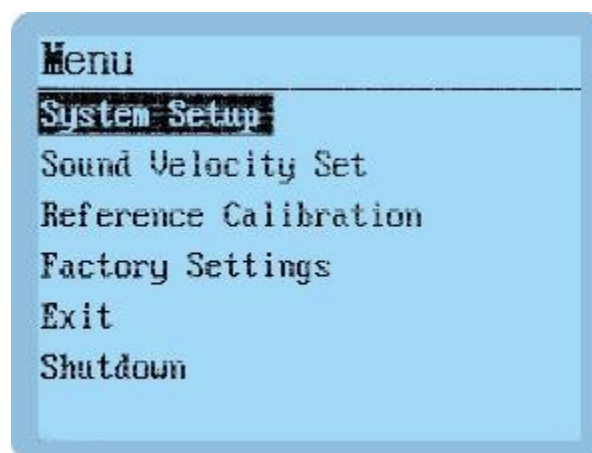 Menu
System Setup
Sound Velocity Set
Reference Calibration
Factory Settings
Exit
Shutdown